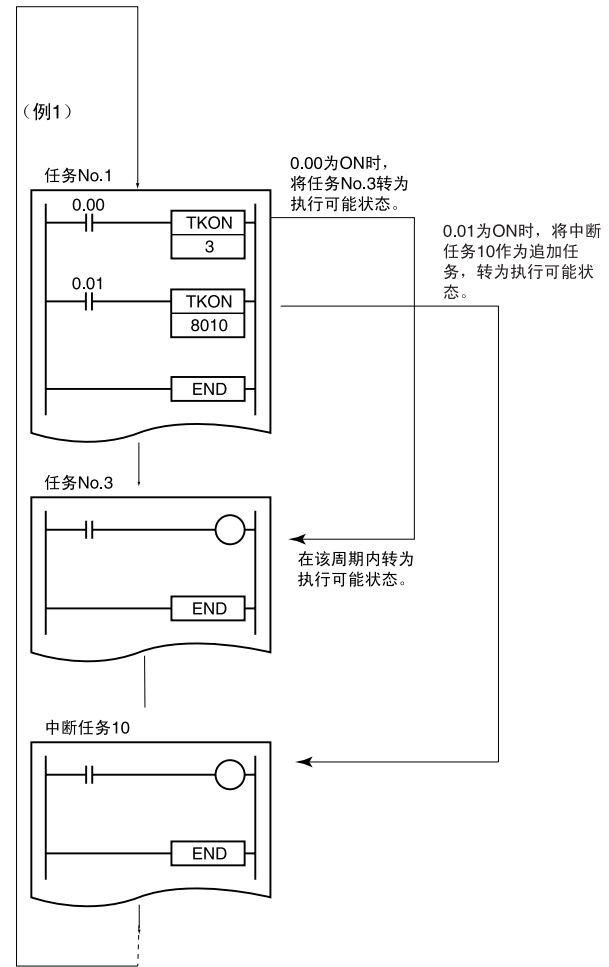 （例1）
任务No.1
0.00
TKON
3
0.01
TKON
8010
END
0.00为ON时，
将任务No.3转为
执行可能状态。
0.01为ON时，将中断
任务10作为追加任
务，转为执行可能状
态。
任务No.3
END
在该周期内转为
执行可能状态。
中断任务10
END